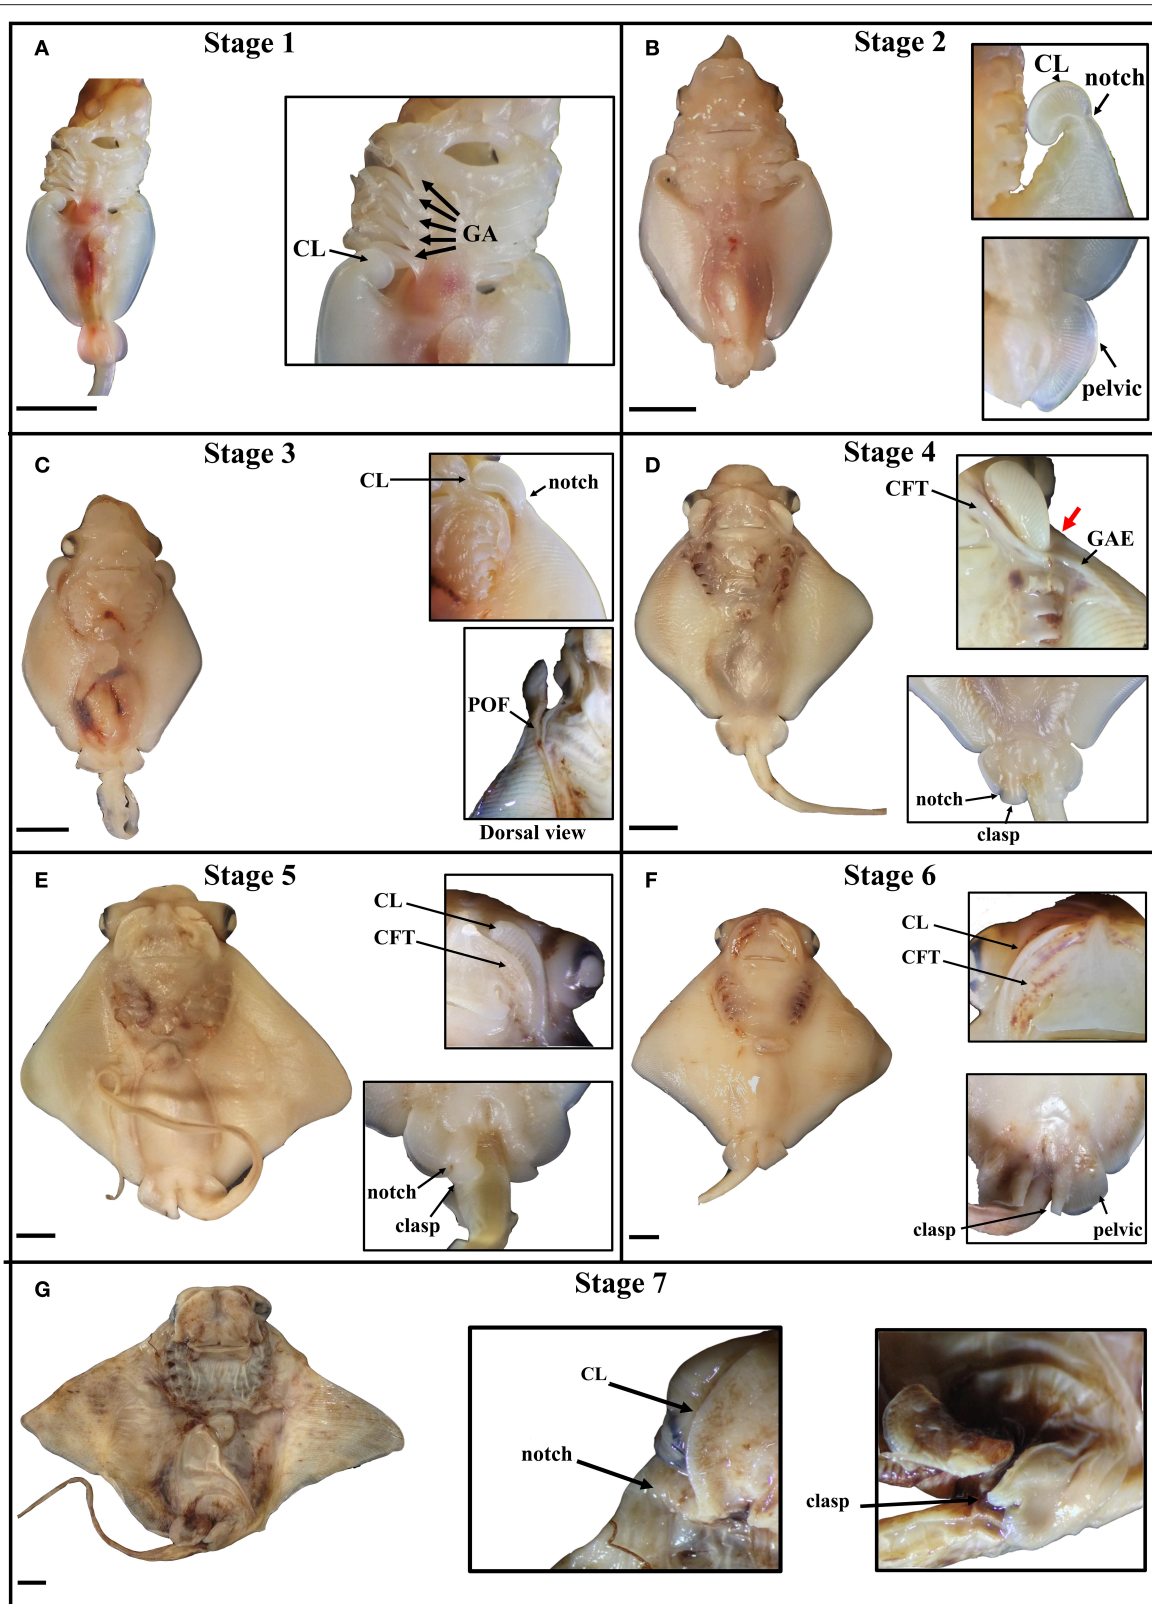 A
Stage 1
CL
GA
B
Stage 2
CL
notch
pelvic
C
Stage 3
CL
notch
POF
Dorsal view
D
Stage 4
CFT
GAE
notch
clasp
E
Stage 5
CL
CFT
notch
clasp
F
Stage 6
CL
CFT
clasp
pelvic
G
Stage 7
CL
notch
clasp